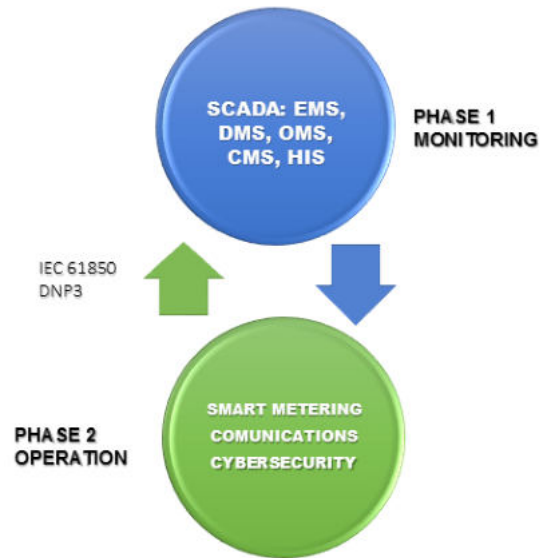 SCADA: EMS,
DMS, OMS,
CMS, HIS
PHASE 1
MONITORING
IEC 61850
DNP3
SMART METERING
COMUNICATIONS
CYBERSECURITY
PHASE 2
OPERATION